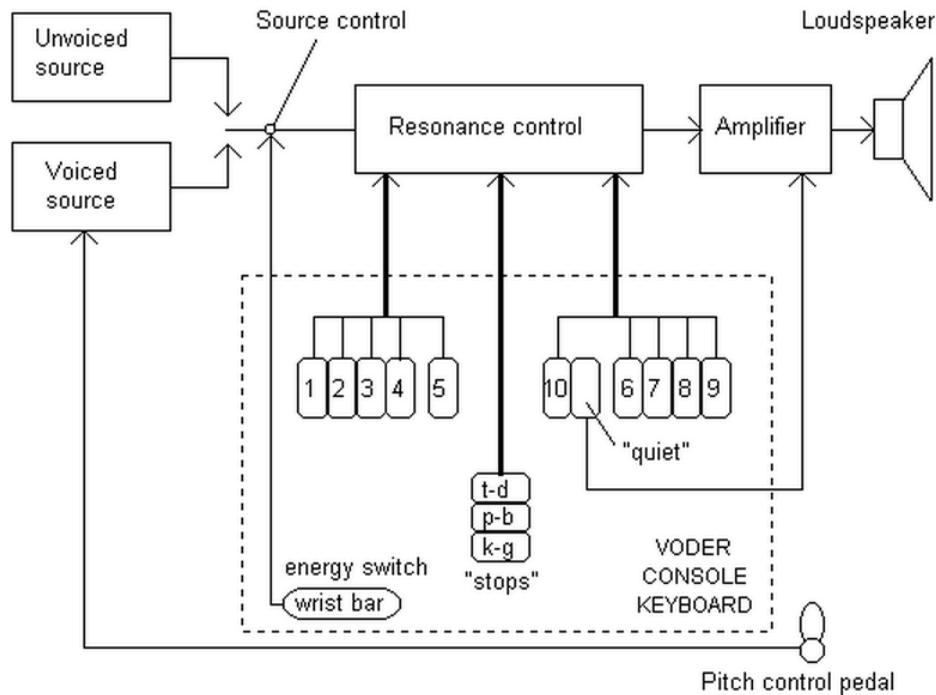 Source control
Loudspeaker
Unvoiced
source
Resonance control
Amplifier
Voiced
source
1 2 3 4 5
10 6 7 8 9
"quiet"
t-d
p-b
k-g
"stops"
energy switch
wrist bar
VODER
CONSOLE
KEYBOARD
Pitch control pedal